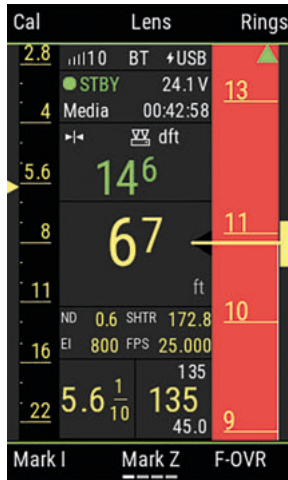 Cal Lens Rings
2.8 10 BT USB
STBY 24.1 V 13
4 Media 00:42:58
dft
5.6 14 6
8 6 7 11
ft
11
ND 0.6 SHTR 172.8 10
EI 800 FPS 25.000
16
135
5.6 1/10 135
22 45.0 9
Mark I Mark Z F-OVR